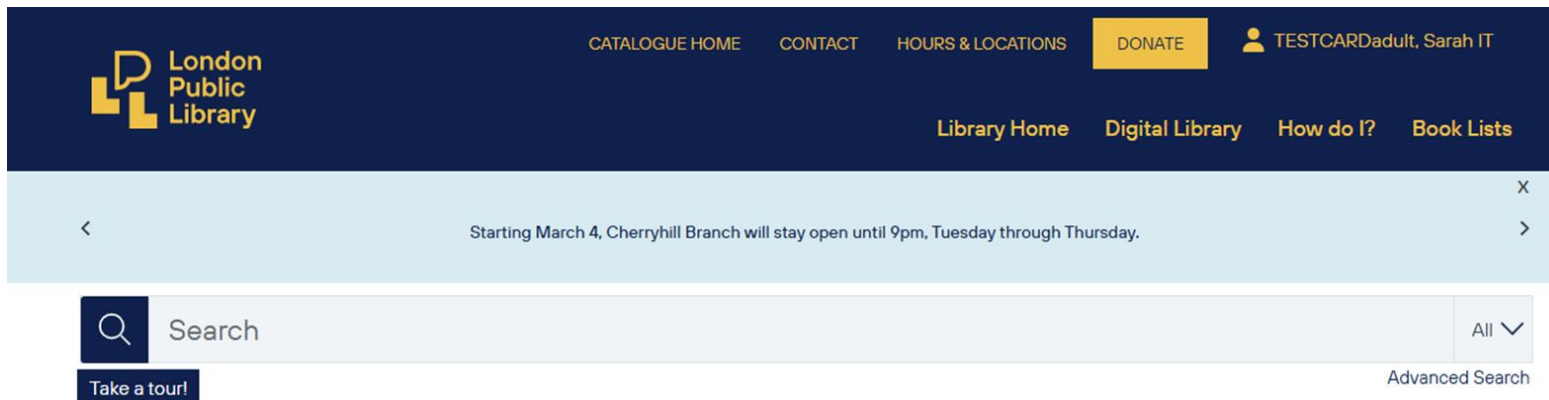 London
Public
Library
CATALOGUE HOME CONTACT HOURS & LOCATIONS DONATE TESTCARDadult, Sarah IT
Library Home Digital Library How do I? Book Lists
X
< Starting March 4, Cherryhill Branch will stay open until 9pm, Tuesday through Thursday. >
Search All
Take a tour! Advanced Search